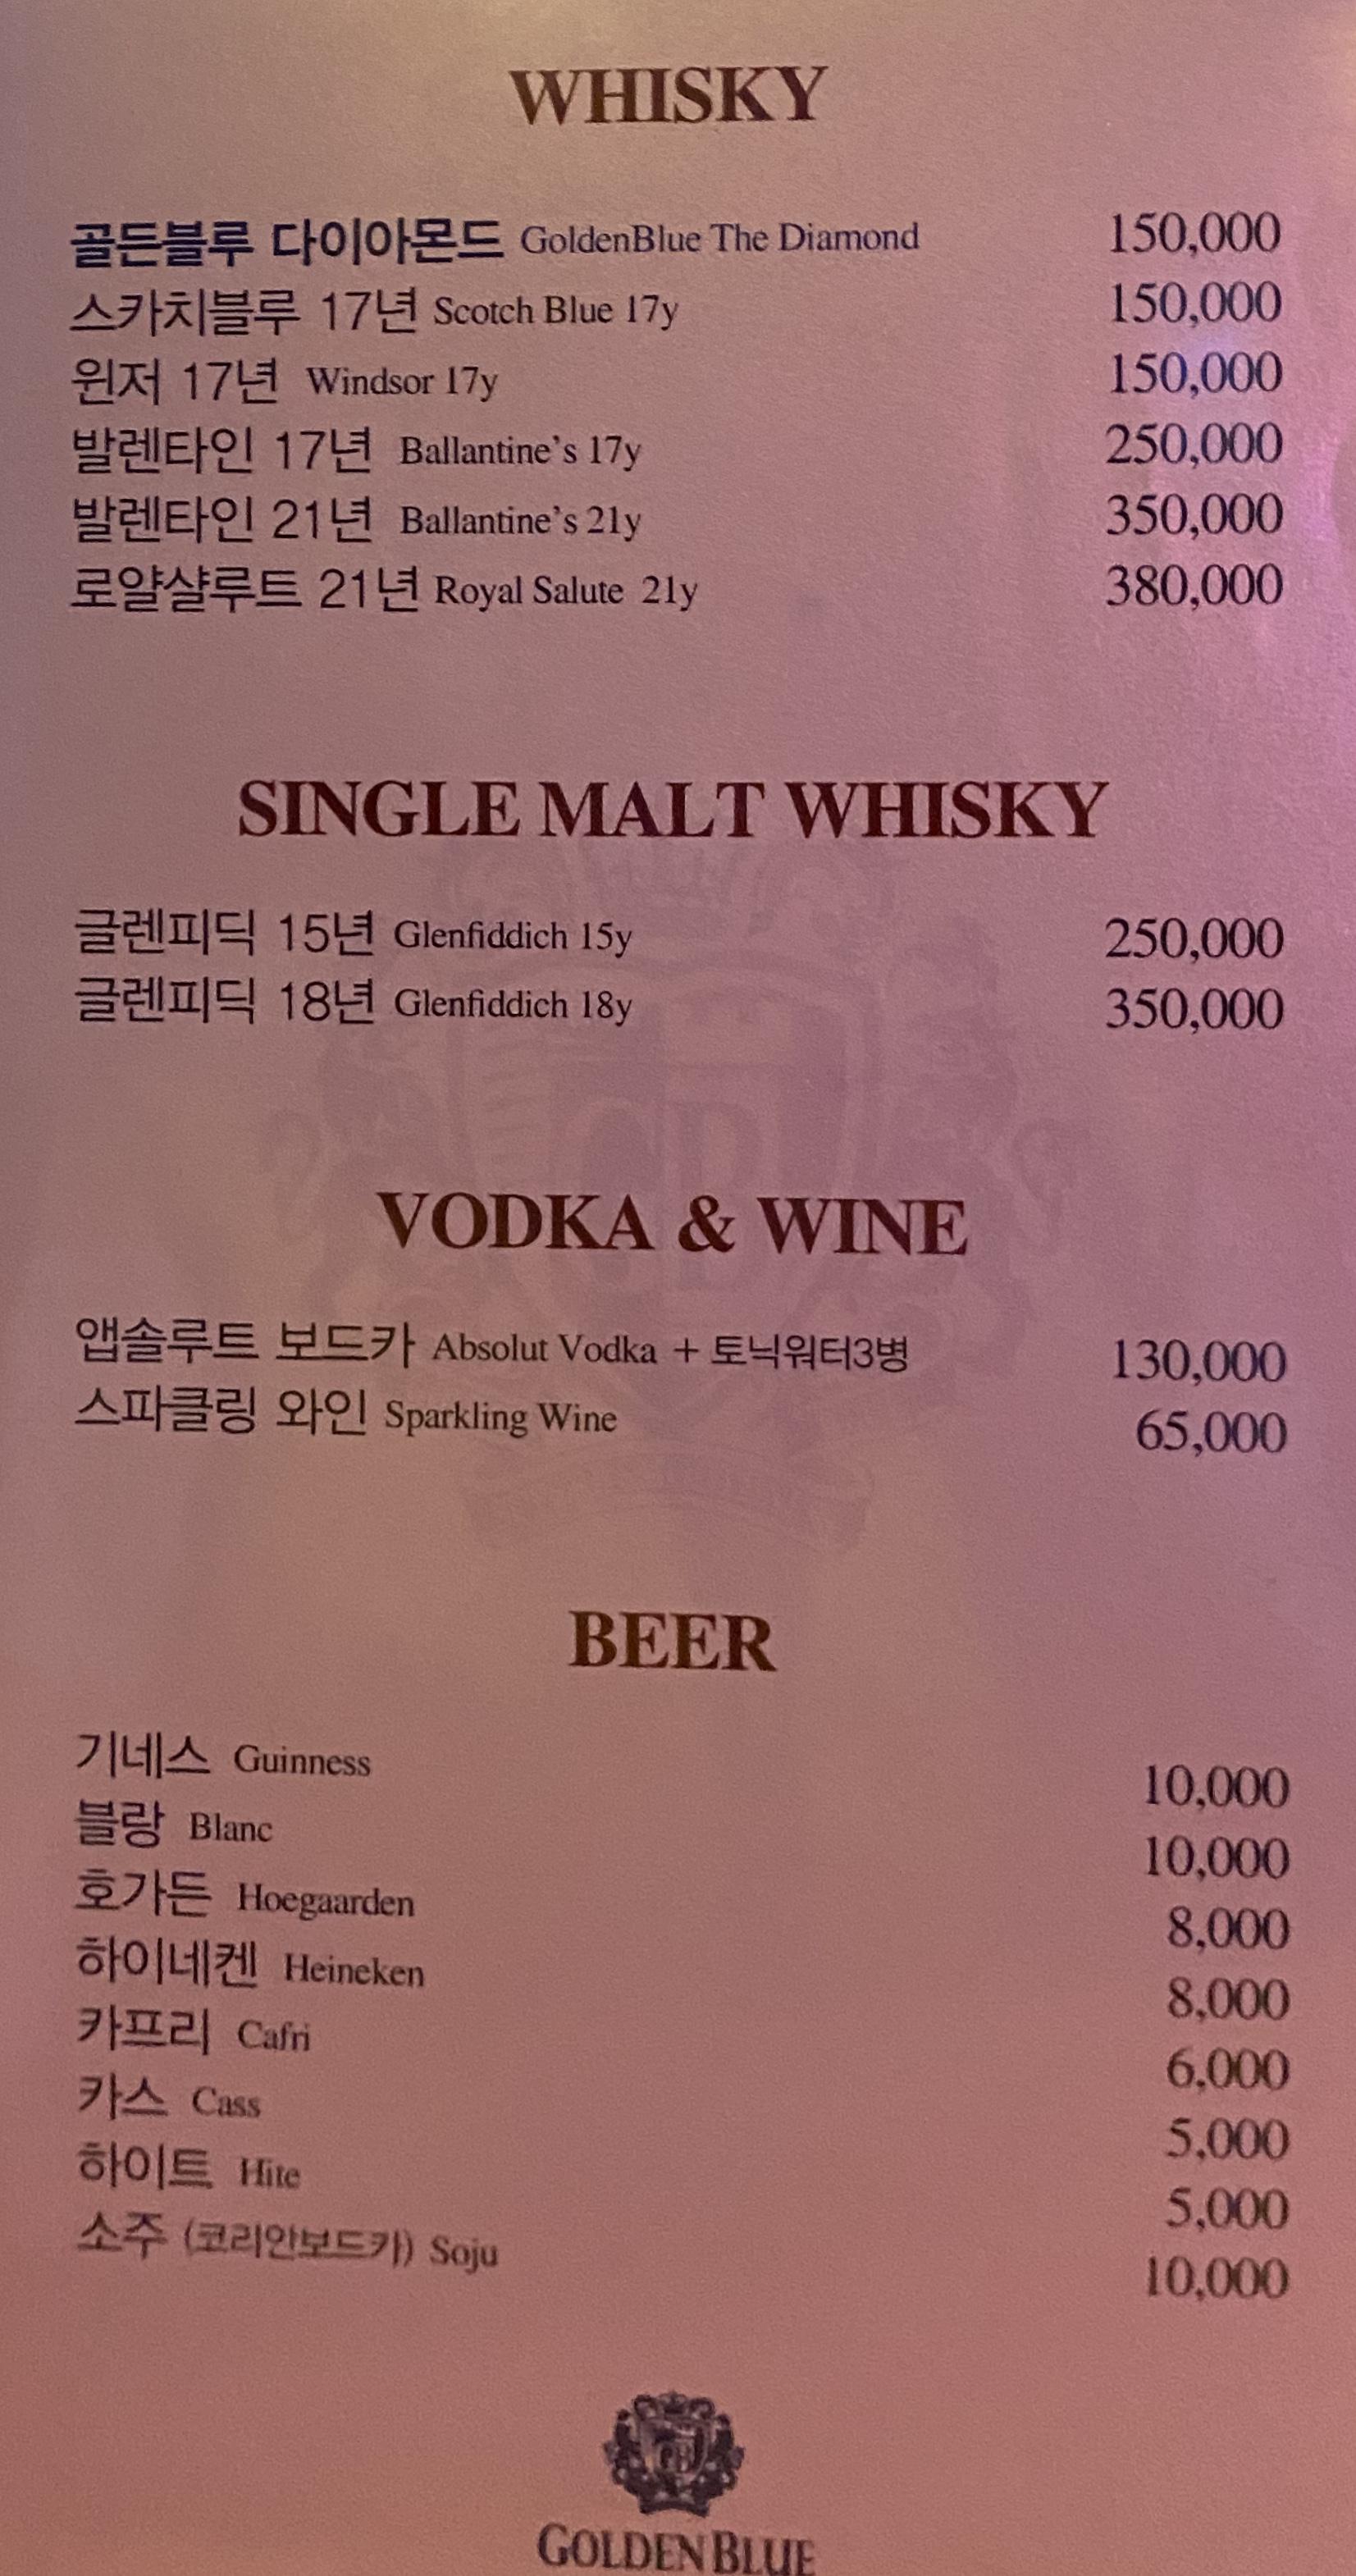 WHISKY
골든블루 다이아몬드 GoldenBlue The Diamond 150,000
스카치블루 17년 Scotch Blue 17y 150,000
윈저 17년 Windsor 17y 150,000
발렌타인 17년 Ballantine's 17y 250,000
발렌타인 21년 Ballantine's 21y 350,000
로얄샬루트 21년 Royal Salute 21y 380,000
SINGLE MALT WHISKY
글렌피딕 15년 Glenfiddich 15y 250,000
글렌피딕 18년 Glenfiddich 18y 350,000
VODKA & WINE
앱솔루트 보드카 Absolut Vodka + 토닉워터3병 130,000
스파클링 와인 Sparkling Wine 65,000
BEER
기네스 Guinness 10,000
블랑 Blanc 10,000
호가든 Hoegaarden 8,000
하이네켄 Heineken 8,000
카프리 Cafri 6,000
카스 Cass 5,000
하이트 Hite 5,000
소주 (코리안보드카) Soju 10,000
GOLDEN BLUE